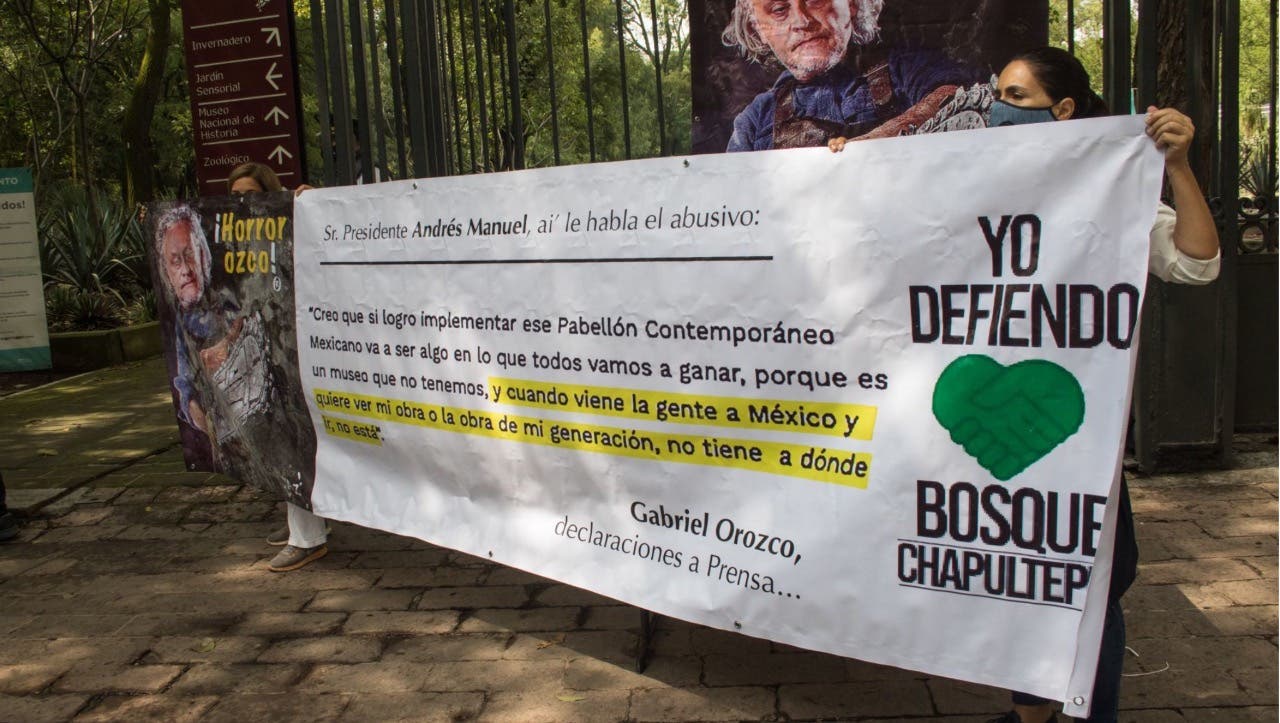 Invernadero
Jardín
Sensorial
Museo
Nacional de
Historia
Zoológico
NTO
dos!
¡Horror
ozco!
Sr. Presidente Andrés Manuel, ai' le habla el abusivo:
"Creo que si logro implementar ese Pabellón Contemporáneo
Mexicano va a ser algo en lo que todos vamos a ganar, porque es
un museo que no tenemos, y cuando viene la gente a México y
quiere ver mi obra o la obra de mi generación, no tiene a dónde
ir, no está".
Gabriel Orozco,
declaraciones a Prensa...
YO
DEFIENDO
BOSQUE
CHAPULTEP